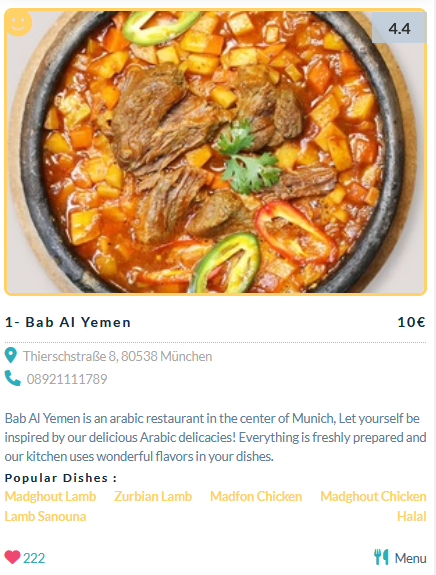 4.4
1- Bab Al Yemen 10€
Thierschstraße 8, 80538 München
08921111789
Bab Al Yemen is an arabic restaurant in the center of Munich, Let yourself be
inspired by our delicious Arabic delicacies! Everything is freshly prepared and
our kitchen uses wonderful flavors in your dishes.
Popular Dishes :
Madghout Lamb Zurbian Lamb Madfon Chicken Madghout Chicken
Lamb Sanouna Halal
222 Menu